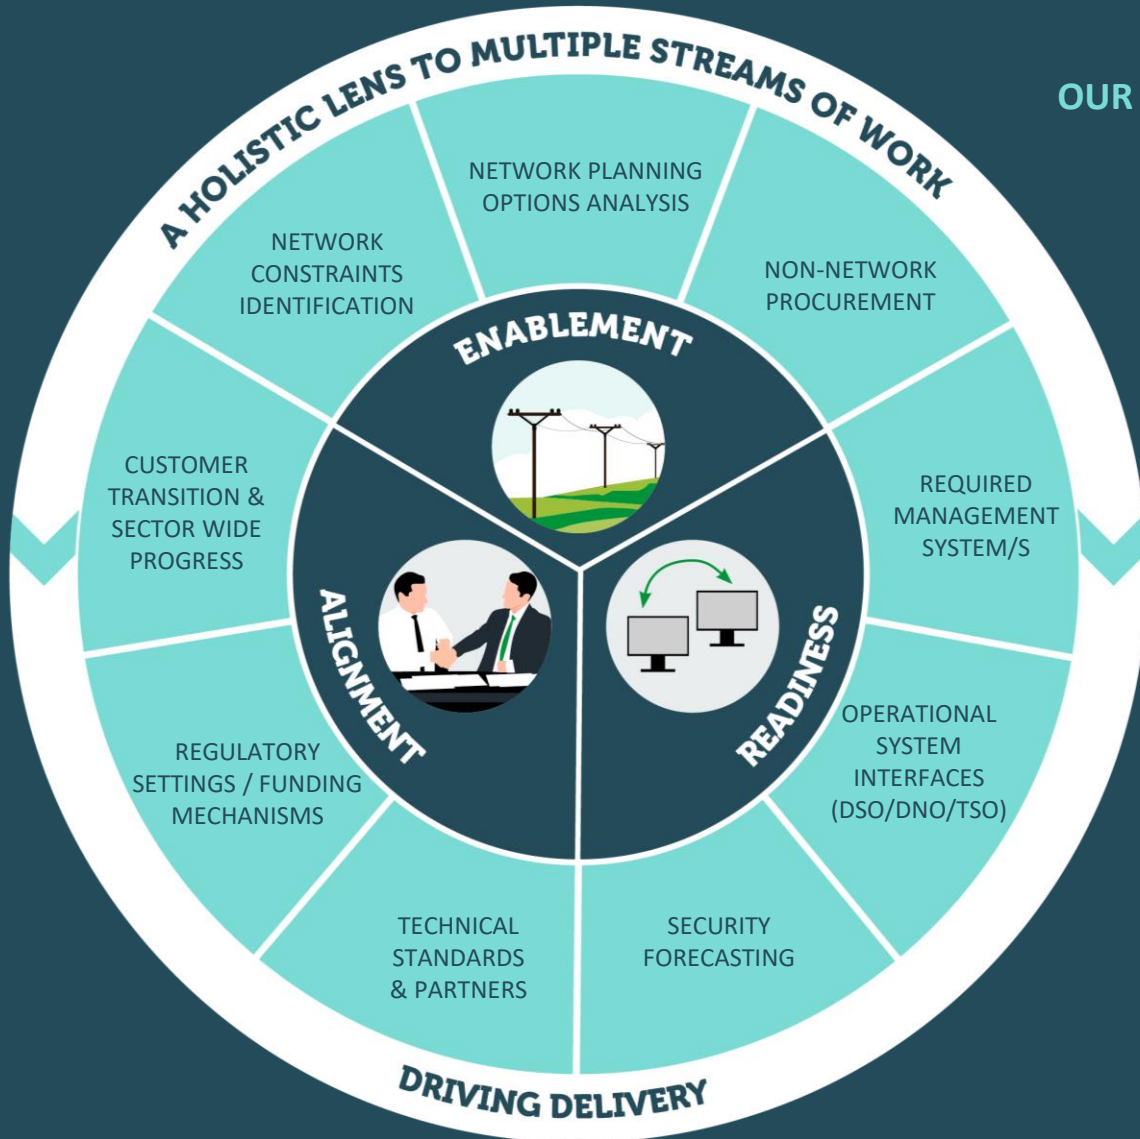 A HOLISTIC LENS TO MULTIPLE STREAMS OF WORK
OUR
NETWORK PLANNING
OPTIONS ANALYSIS
NETWORK
CONSTRAINTS
IDENTIFICATION
NON-NETWORK
PROCUREMENT
ENABLEMENT
CUSTOMER
TRANSITION &
SECTOR WIDE
PROGRESS
REQUIRED
MANAGEMENT
SYSTEM/S
ALIGNMENT
READINESS
REGULATORY
SETTINGS / FUNDING
MECHANISMS
OPERATIONAL
SYSTEM
INTERFACES
(DSO/DNO/TSO)
TECHNICAL
STANDARDS
& PARTNERS
SECURITY
FORECASTING
DRIVING DELIVERY